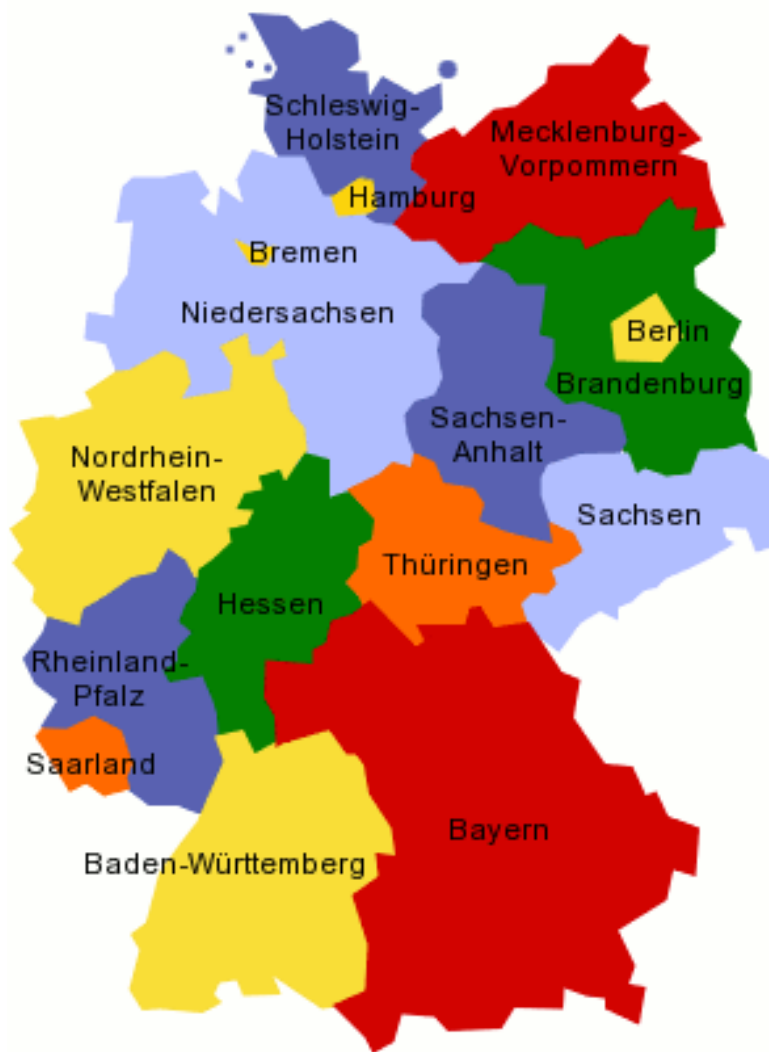 Schleswig-
Holstein
Mecklenburg-
Vorpommern
Hamburg
Bremen
Niedersachsen
Berlin
Brandenburg
Sachsen-
Anhalt
Nordrhein-
Westfalen
Sachsen
Thüringen
Hessen
Rheinland-
Pfalz
Saarland
Bayern
Baden-Württemberg